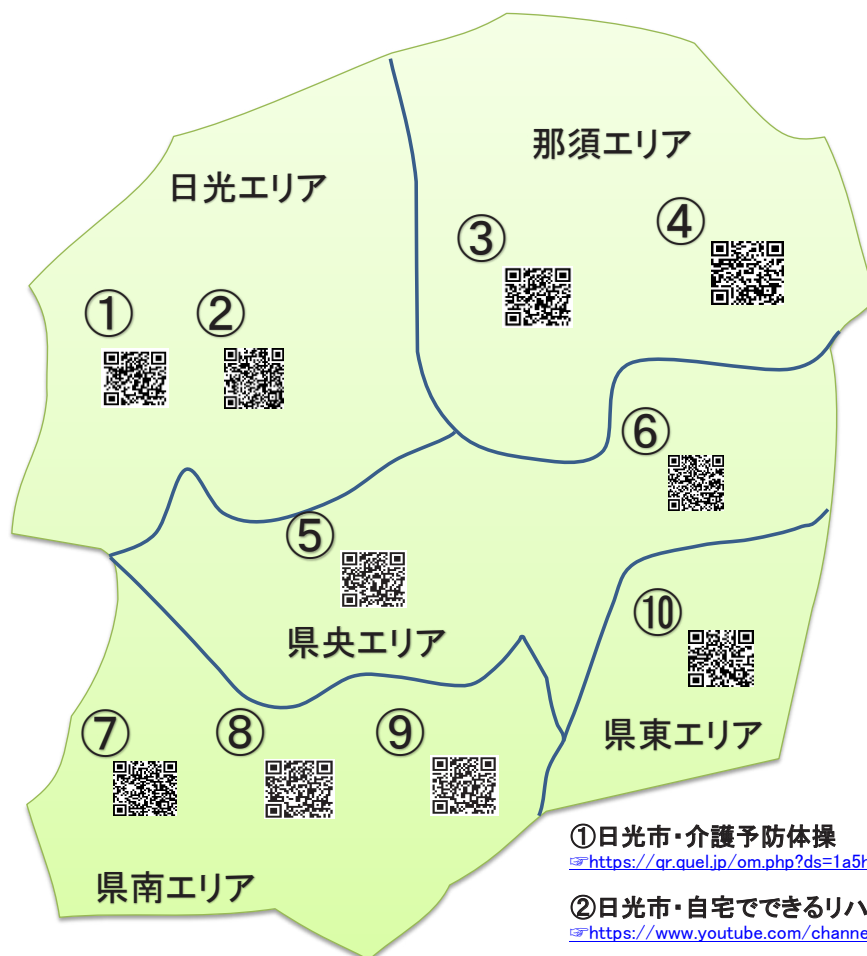 那須エリア
日光エリア
④
③
①
②
⑥
⑤
⑩
県央エリア
⑦
⑧
⑨
県東エリア
①日光市・介護予防体操
☞https://qr.quel.jp/om.php?ds=1a5h
県南エリア
②日光市・自宅でできるリハ
☞https://www.youtube.com/channe